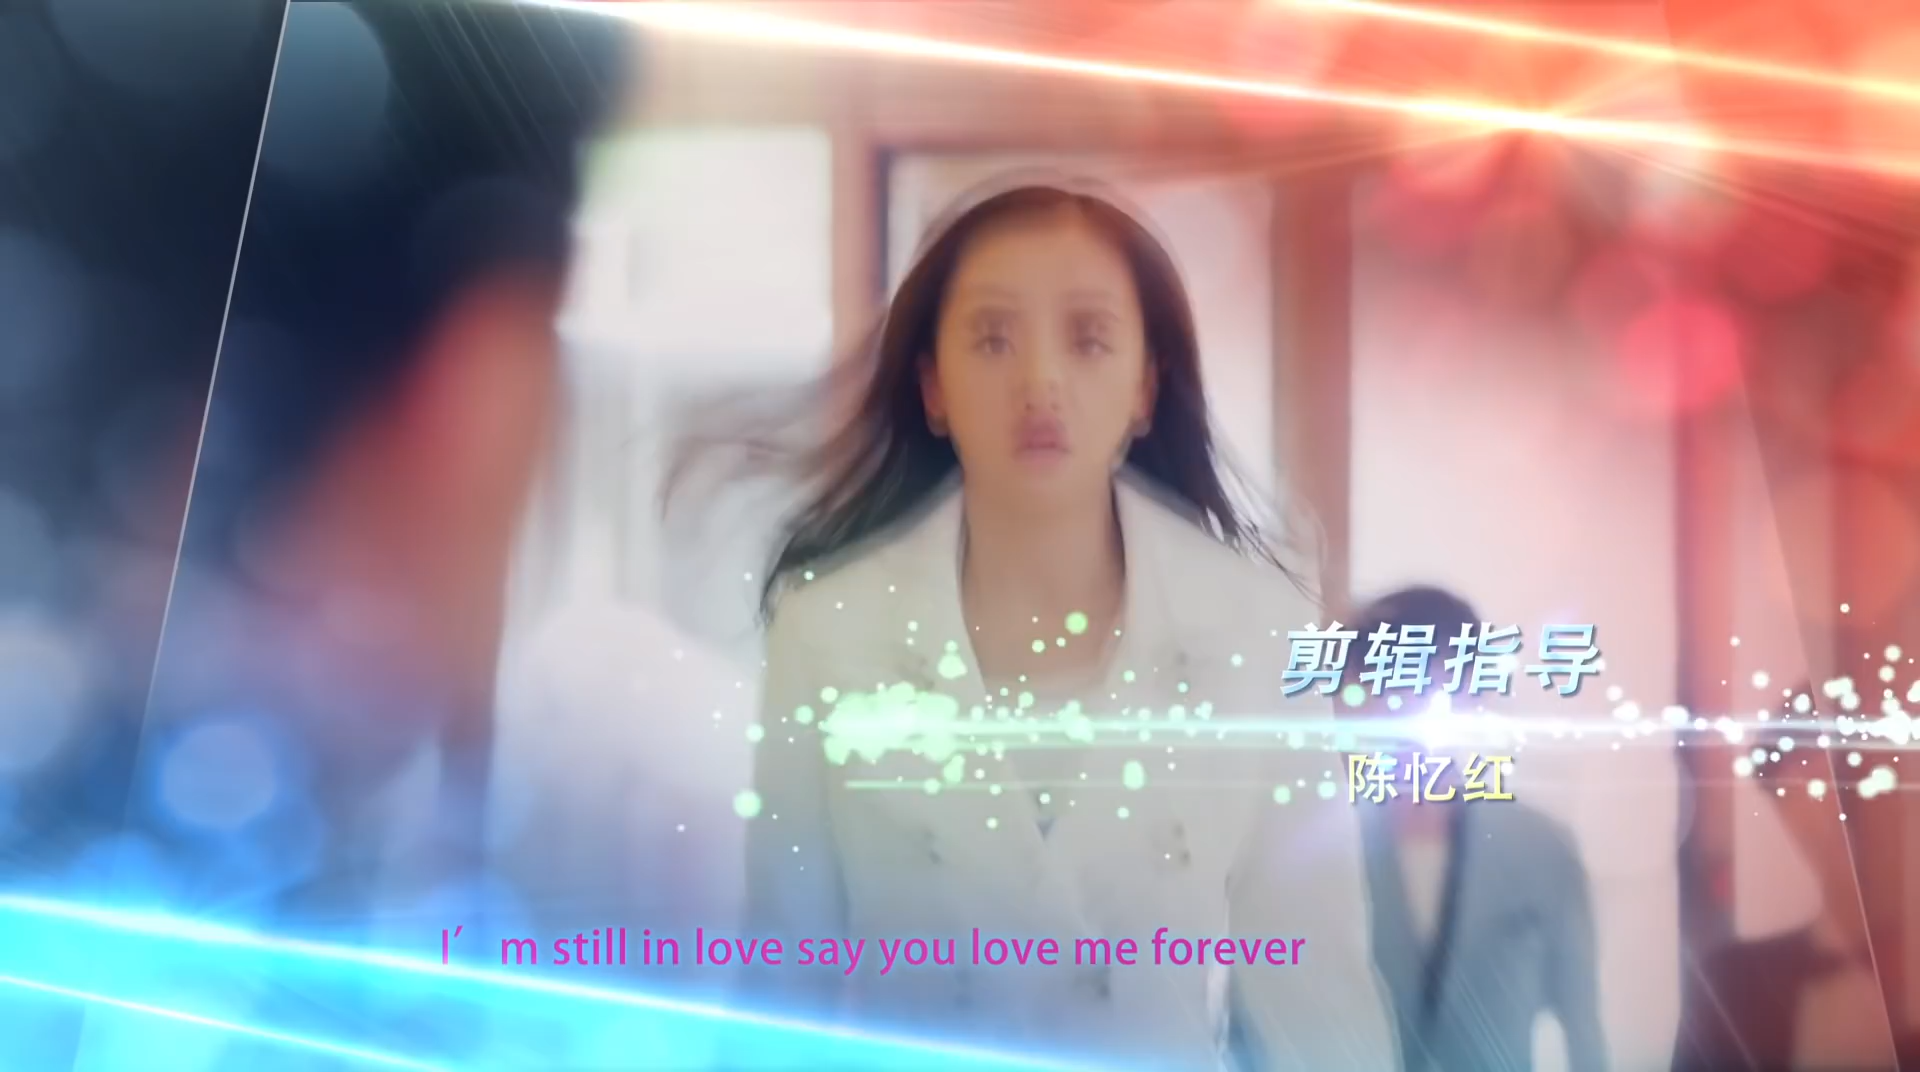 剪辑指导
陈忆红
I' m still in love say you love me forever